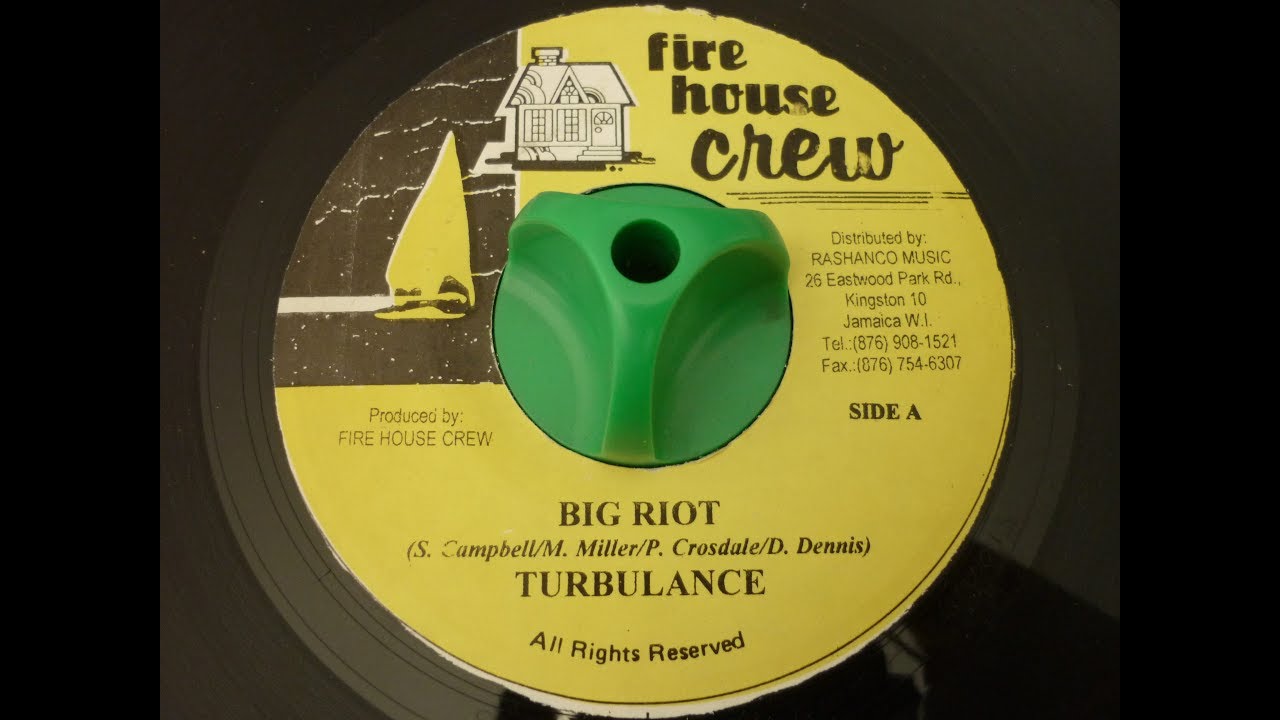 fire
house
crew
Distributed by:
RASHANCO MUSIC
26 Eastwood Park Rd.,
Kingston 10
Jamaica W.I.
Tel.:(876) 908-1521
Fax.:(876) 754-6307
SIDE A
Produced by:
FIRE HOUSE CREW
BIG RIOT
(S. Campbell/M. Miller/P. Crosdale/D. Dennis)
TURBULANCE
All Rights Reserved